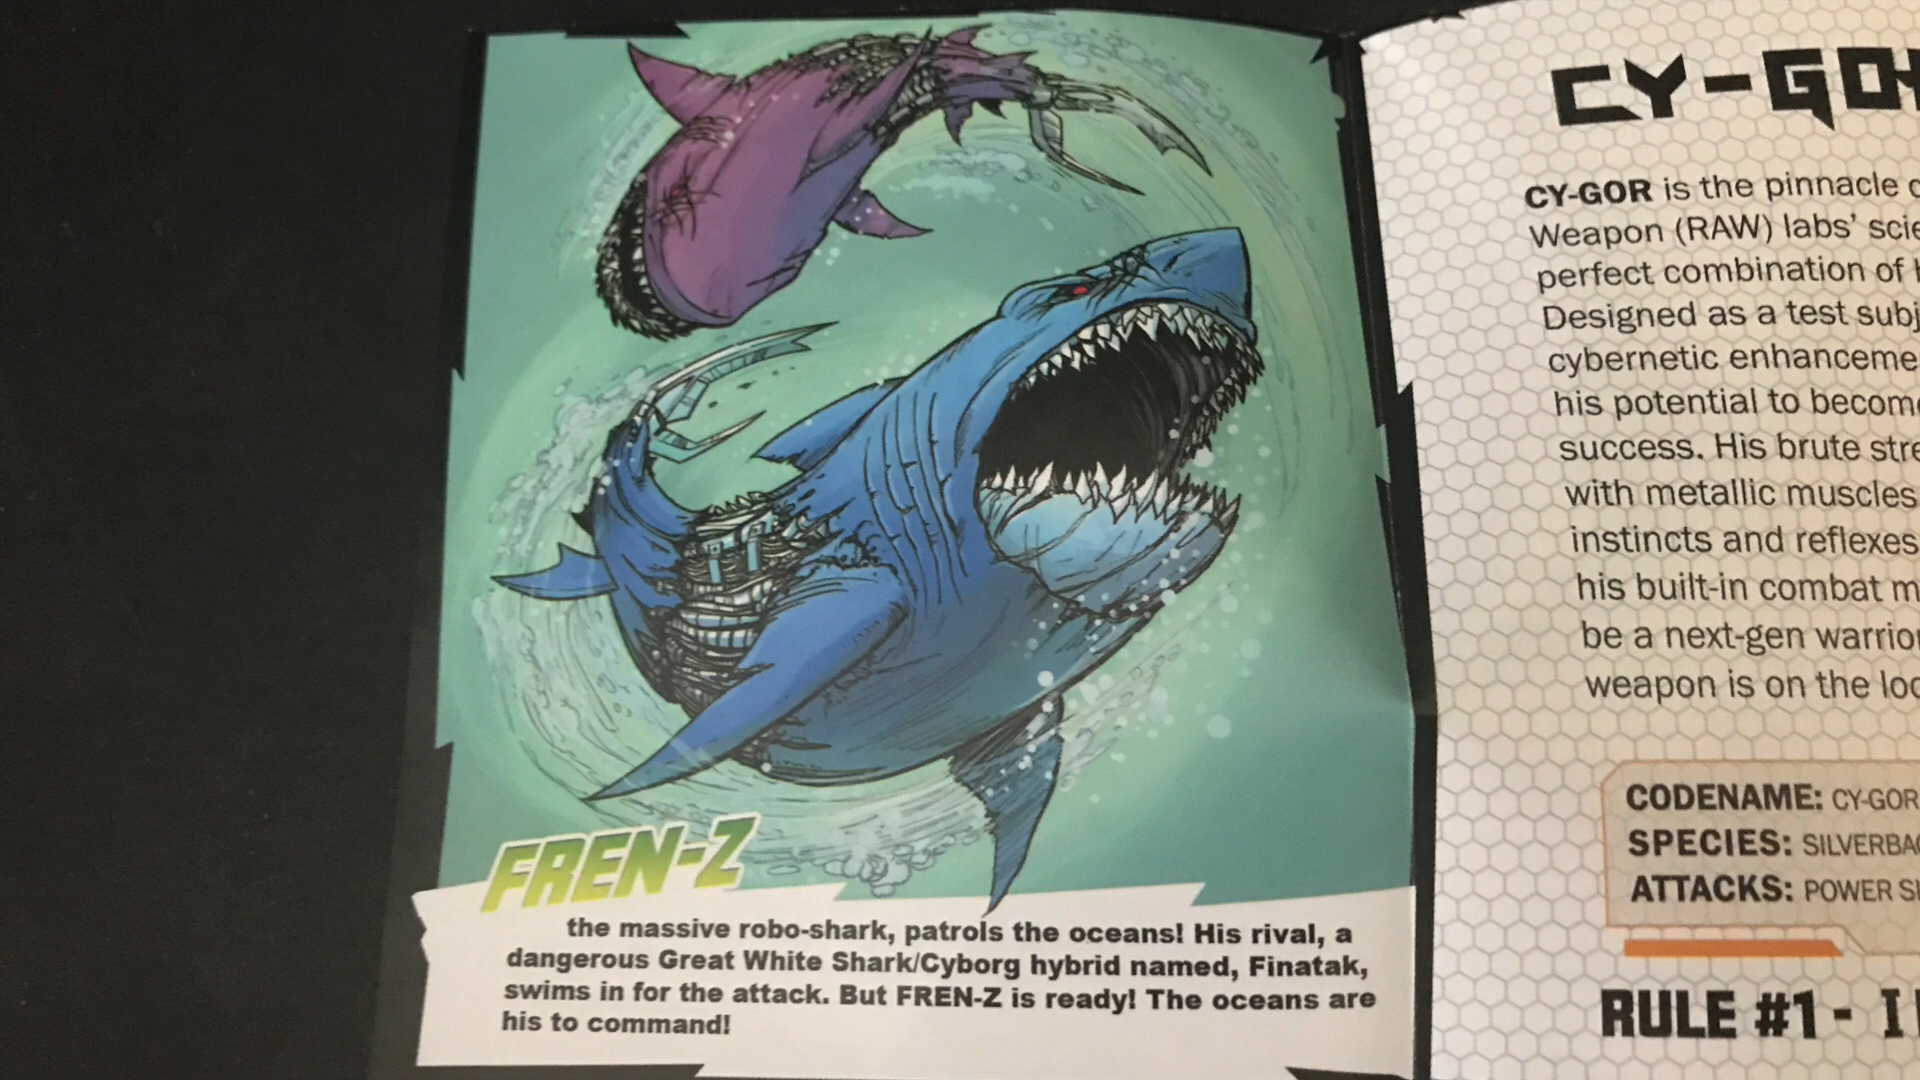 FREN-Z
the massive robo-shark, patrols the oceans! His rival, a
dangerous Great White Shark/Cyborg hybrid named, Finatak,
swims in for the attack. But FREN-Z is ready! The oceans are
his to command!
CY-GO
CY-GOR is the pinnacle
Weapon (RAW) labs' scie
perfect combination of
Designed as a test subj
cybernetic enhanceme
his potential to become
success. His brute stre
with metallic muscles
instincts and reflexes
his built-in combat m
be a next-gen warrior
weapon is on the loo
CODENAME: CY-GOR
SPECIES: SILVERBAC
ATTACKS: POWER S
RULE #1 - I